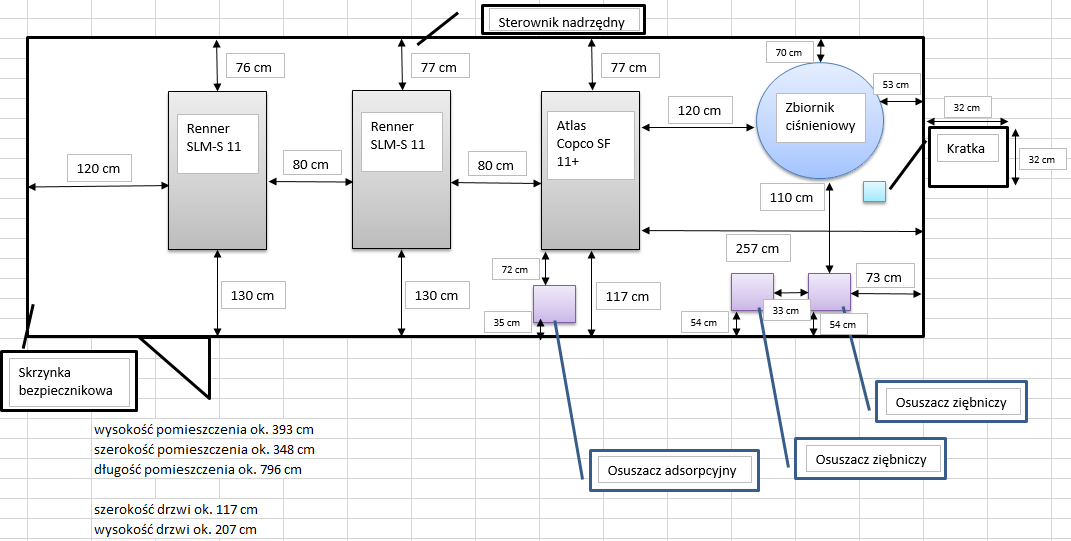 Sterownik nadrzędny
70 cm
76 cm
77 cm
77 cm
53 cm
32 cm
Renner
SLM-S 11
Renner
SLM-S 11
Atlas
Copco SF
11+
120 cm
Zbiornik
ciśnieniowy
Kratka
32 cm
120 cm
80 cm
80 cm
110 cm
257 cm
72 cm
73 cm
130 cm
130 cm
117 cm
33 cm
35 cm
54 cm
54 cm
Skrzynka
bezpiecznikowa
Osuszacz ziębniczy
Osuszacz ziębniczy
Osuszacz adsorpcyjny
wysokość pomieszczenia ok. 393 cm
szerokość pomieszczenia ok. 348 cm
długość pomieszczenia ok. 796 cm
szerokość drzwi ok. 117 cm
wysokość drzwi ok. 207 cm